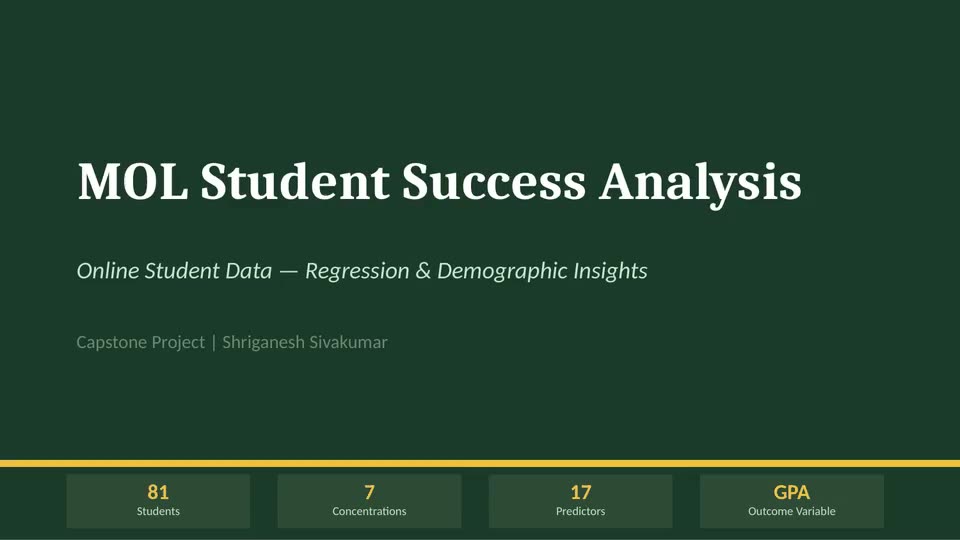 MOL Student Success Analysis
Online Student Data — Regression & Demographic Insights
Capstone Project | Shriganesh Sivakumar
81
Students
7
Concentrations
17
Predictors
GPA
Outcome Variable